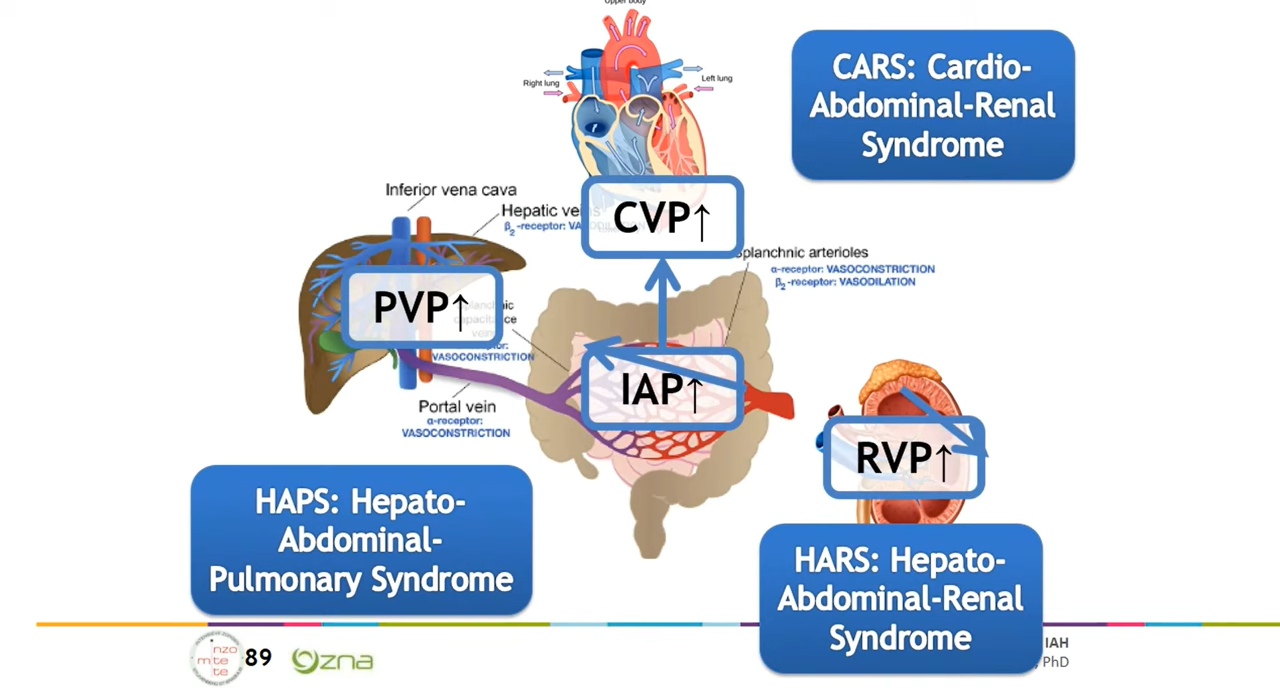 Upper body
Right lung
Left lung
CARS: Cardio-
Abdominal-Renal
Syndrome
Inferior vena cava
Hepatic veins
β2-receptor:
CVP↑
Splanchnic arterioles
α-receptor: VASOCONSTRICTION
β2-receptor: VASODILATION
PVP↑
VASOCONSTRICTION
IAP↑
Portal vein
α-receptor:
VASOCONSTRICTION
RVP↑
HAPS: Hepato-
Abdominal-
Pulmonary Syndrome
HARS: Hepato-
Abdominal-Renal
Syndrome
89
zna
IAH
PhD